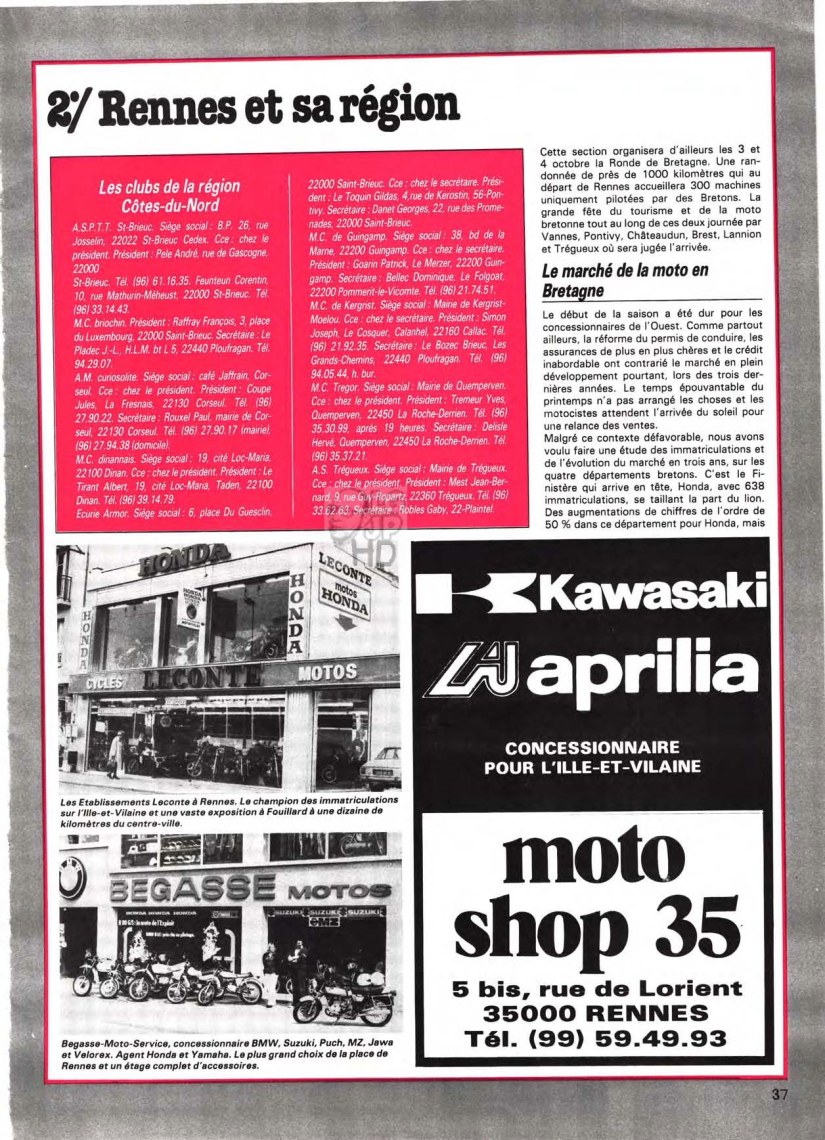 2°/ Rennes et sa région
Les clubs de la région
Côtes-du-Nord
A.S.P.T.T. St-Brieuc. Siège social : B.P. 26, rue
Josselin, 22022 St-Brieuc Cedex. Cce : chez le
président. Président : Pele André, rue de Gascogne,
22000
St-Brieuc. Tél. (96) 61.16.35. Feunteun Corentin,
10, rue Mathurin-Méheust, 22000 St-Brieuc. Tél.
(96) 33.14.43.
M.C. briochin. Président : Raffray François, 3, place
du Luxembourg, 22000 Saint-Brieuc. Secrétaire : Le
Pladec J.-L., H.L.M. bt L 5, 22440 Ploufragan. Tél.
94.29.07.
A.M. curiosolite. Siège social : café Jaffrain, Cor-
seul. Cce : chez le président. Président : Coupe
Jules, La Fresnais, 22130 Corseul. Tél. (96)
27.90.22. Secrétaire : Rouxel Paul, mairie de Cor-
seul, 22130 Corseul. Tél. (96) 27.90.17 (mairie),
(96) 27.94.38 (domicile).
M.C. dinannais. Siège social : 19, cité Loc-Maria,
22100 Dinan. Cce : chez le président. Président : Le
Tirant Albert, 19, cité Loc-Maria, Taden, 22100
Dinan. Tél. (96) 39.14.79.
Ecurie Armor. Siège social : 6, place Du Guesclin,
22000 Saint-Brieuc. Cce : chez le secrétaire. Prési-
dent : Le Toquin Gildas, 4,rue de Kerostin, 56-Pon-
tivy. Secrétaire : Danet Georges, 22, rue des Prome-
nades, 22000 Saint-Brieuc.
M.C. de Guingamp. Siège social : 38, bd de la
Marne, 22200 Guingamp. Cce : chez le secrétaire.
Président : Goarin Patrick, Le Merzer, 22200 Guin-
gamp. Secrétaire : Bellec Dominique, Le Folgoat,
22200 Pommerit-le-Vicomte. Tél. (96) 21.74.51.
M.C. de Kergrist. Siège social : Mairie de Kergrist-
Moelou. Cce : chez le secrétaire. Président : Simon
Joseph, Le Cosquer, Calanhel, 22160 Callac. Tél.
(96) 21.92.35. Secrétaire : Le Bozec Brieuc, Les
Grands-Chemins, 22440 Ploufragan. Tél. (96)
94.05.44, h. bur.
M.C. Tregor. Siège social : Mairie de Quemperven.
Cce : chez le président. Président : Tremeur Yves,
Quemperven, 22450 La Roche-Derrien. Tél. (96)
35.30.99, après 19 heures. Secrétaire : Delisle
Hervé, Quemperven, 22450 La Roche-Derrien. Tél.
(96) 35.37.21.
A.S. Trégueux. Siège social : Mairie de Trégueux.
Cce : chez le président. Président : Mest Jean-Ber-
nard, 9, rue Guy-Ropartz, 22360 Trégueux. Tél. (96)
33.62.63. Secrétaire : Robles Gaby, 22-Plaintel.
Cette section organisera d'ailleurs les 3 et
4 octobre la Ronde de Bretagne. Une ran-
donnée de près de 1000 kilomètres qui au
départ de Rennes accueillera 300 machines
uniquement pilotées par des Bretons. La
grande fête du tourisme et de la moto
bretonne tout au long de ces deux journée par
Vannes, Pontivy, Châteaudun, Brest, Lannion
et Trégueux où sera jugée l'arrivée.
Le marché de la moto en
Bretagne
Le début de la saison a été dur pour les
concessionnaires de l'Ouest. Comme partout
ailleurs, la réforme du permis de conduire, les
assurances de plus en plus chères et le crédit
inabordable ont contrarié le marché en plein
développement pourtant, lors des trois der-
nières années. Le temps épouvantable du
printemps n'a pas arrangé les choses et les
motocistes attendent l'arrivée du soleil pour
une relance des ventes.
Malgré ce contexte défavorable, nous avons
voulu faire une étude des immatriculations et
de l'évolution du marché en trois ans, sur les
quatre départements bretons. C'est le Fi-
nistère qui arrive en tête, Honda, avec 638
immatriculations, se taillant la part du lion.
Des augmentations de chiffres de l'ordre de
50 % dans ce département pour Honda, mais
HONDA
HONDA
HONDA
LECONTE
motos
HONDA
CYCLES LECONTE MOTOS
Les Etablissements Leconte à Rennes. Le champion des immatriculations
sur l'Ille-et-Vilaine et une vaste exposition à Fouillard à une dizaine de
kilomètres du centre-ville.
BEGASSE MOTOS
HONDA HONDA HONDA
SUZUKI SUZUKI SUZUKI
Begasse-Moto-Service, concessionnaire BMW, Suzuki, Puch, MZ, Jawa
et Velorex. Agent Honda et Yamaha. Le plus grand choix de la place de
Rennes et un étage complet d'accessoires.
Kawasaki
aprilia
CONCESSIONNAIRE
POUR L'ILLE-ET-VILAINE
moto
shop 35
5 bis, rue de Lorient
35000 RENNES
Tél. (99) 59.49.93
37